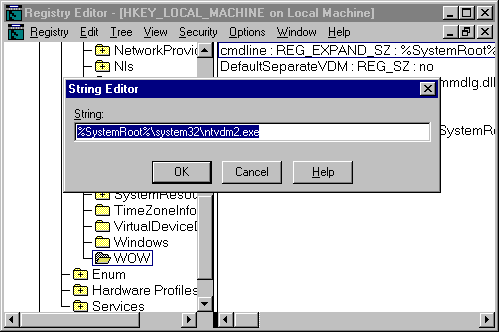 Registry Editor - [HKEY_LOCAL_MACHINE on Local Machine]
Registry Edit Tree View Security Options Window Help
NetworkProvid
Nls
cmdline : REG_EXPAND_SZ : %SystemRoot%
DefaultSeparateVDM : REG_SZ : no
mmdlg.dll
String Editor
String:
%SystemRoot%\system32\ntvdm2.exe
ystemRo
OK
Cancel
Help
SystemResou
TimeZoneInfo
VirtualDeviceD
Windows
WOW
Enum
Hardware Profiles
Services